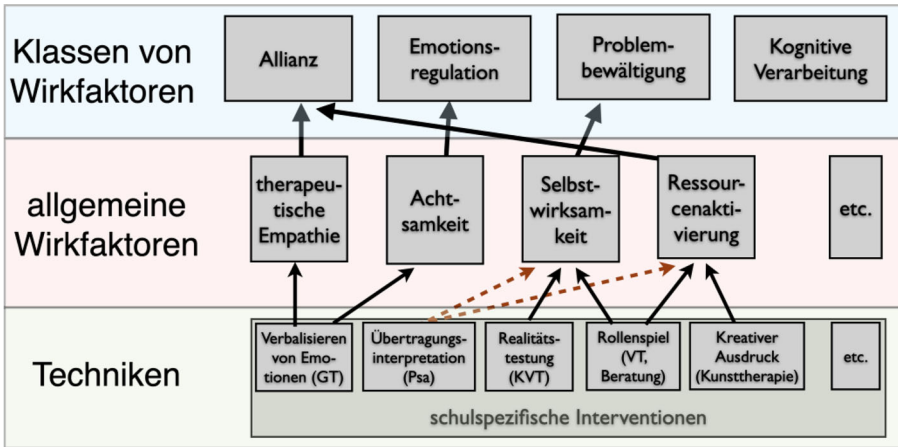 Klassen von
Wirkfaktoren
Allianz
Emotions-
regulation
Problem-
bewältigung
Kognitive
Verarbeitung
allgemeine
Wirkfaktoren
therapeu-
tische
Empathie
Acht-
samkeit
Selbst-
wirksam-
keit
Ressour-
cenakti-
vierung
etc.
Techniken
Verbalisieren
von Emo-
tionen (GT)
Übertragungs-
interpretation
(Psa)
Realitäts-
testung
(KVT)
Rollenspiel
(VT,
Beratung)
Kreativer
Ausdruck
(Kunsttherapie)
etc.
schulspezifische Interventionen